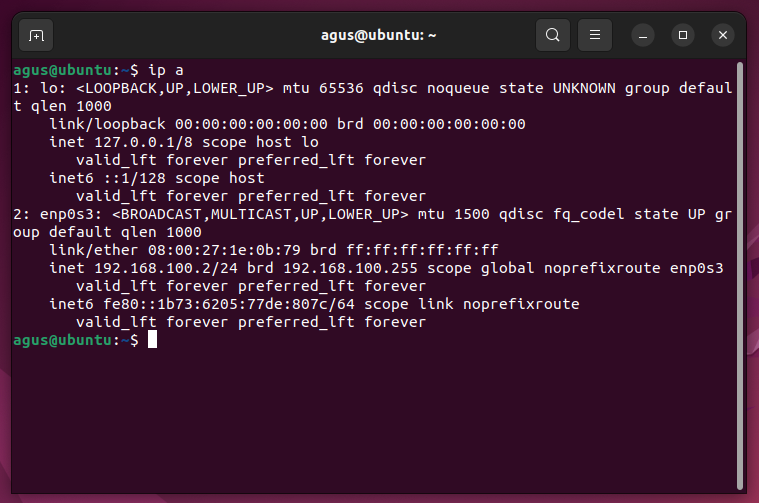 agus@ubuntu: ~
agus@ubuntu:~$ ip a
1: lo: <LOOPBACK,UP,LOWER_UP> mtu 65536 qdisc noqueue state UNKNOWN group defaul
t qlen 1000
    link/loopback 00:00:00:00:00:00 brd 00:00:00:00:00:00
    inet 127.0.0.1/8 scope host lo
       valid_lft forever preferred_lft forever
    inet6 ::1/128 scope host
       valid_lft forever preferred_lft forever
2: enp0s3: <BROADCAST,MULTICAST,UP,LOWER_UP> mtu 1500 qdisc fq_codel state UP gr
oup default qlen 1000
    link/ether 08:00:27:1e:0b:79 brd ff:ff:ff:ff:ff:ff
    inet 192.168.100.2/24 brd 192.168.100.255 scope global noprefixroute enp0s3
       valid_lft forever preferred_lft forever
    inet6 fe80::1b73:6205:77de:807c/64 scope link noprefixroute
       valid_lft forever preferred_lft forever
agus@ubuntu:~$